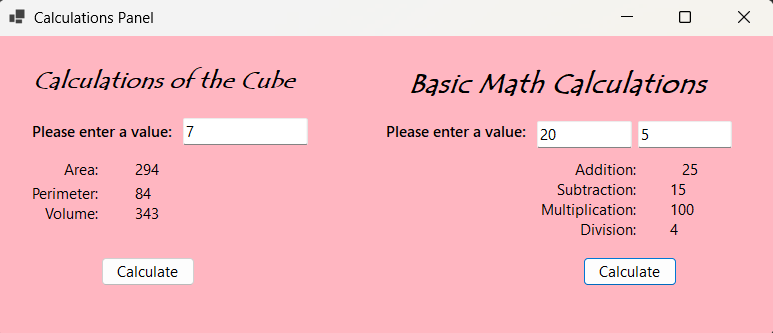 Calculations Panel
Calculations of the Cube
Please enter a value: 7
Area: 294
Perimeter: 84
Volume: 343
Calculate
Basic Math Calculations
Please enter a value: 20 5
Addition: 25
Subtraction: 15
Multiplication: 100
Division: 4
Calculate